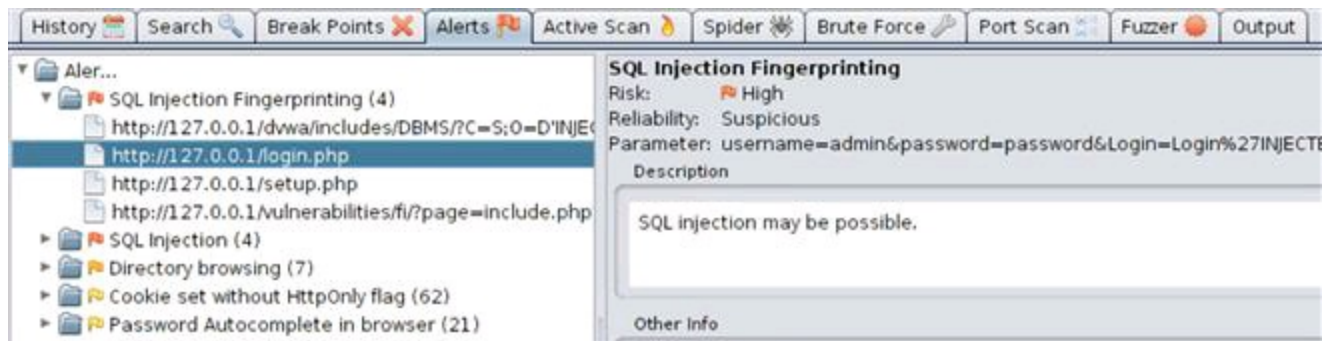 History Search Break Points Alerts Active Scan Spider Brute Force Port Scan Fuzzer Output
Aler...
SQL Injection Fingerprinting (4)
http://127.0.0.1/dvwa/includes/DBMS/?C=S;O=D'INJE
http://127.0.0.1/login.php
http://127.0.0.1/setup.php
http://127.0.0.1/vulnerabilities/fi/?page=include.php
SQL Injection (4)
Directory browsing (7)
Cookie set without HttpOnly flag (62)
Password Autocomplete in browser (21)
SQL Injection Fingerprinting
Risk: High
Reliability: Suspicious
Parameter: username=admin&password=password&Login=Login%27INJECTE
Description
SQL injection may be possible.
Other Info